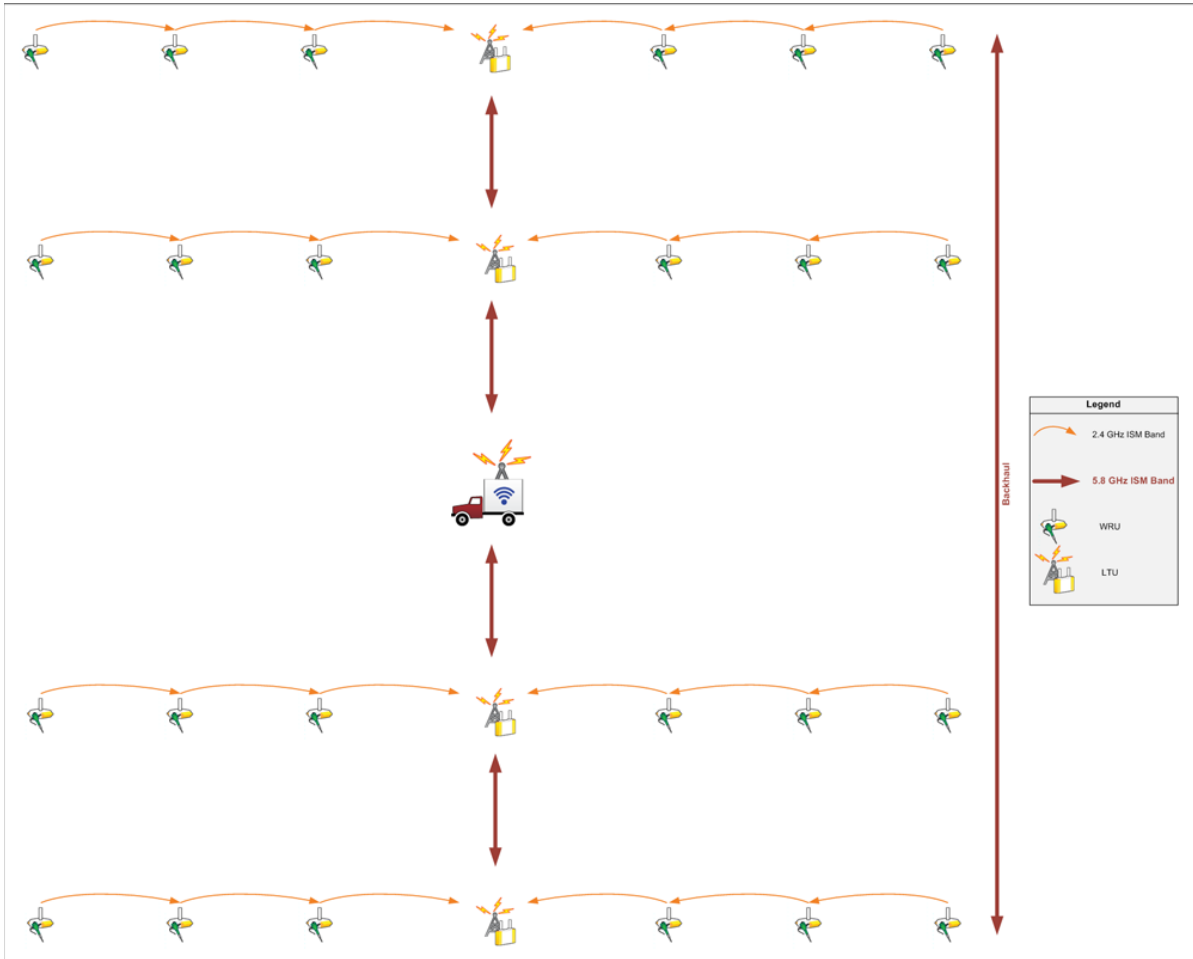 Backhaul
Legend
2.4 GHz ISM Band
5.8 GHz ISM Band
WRU
LTU